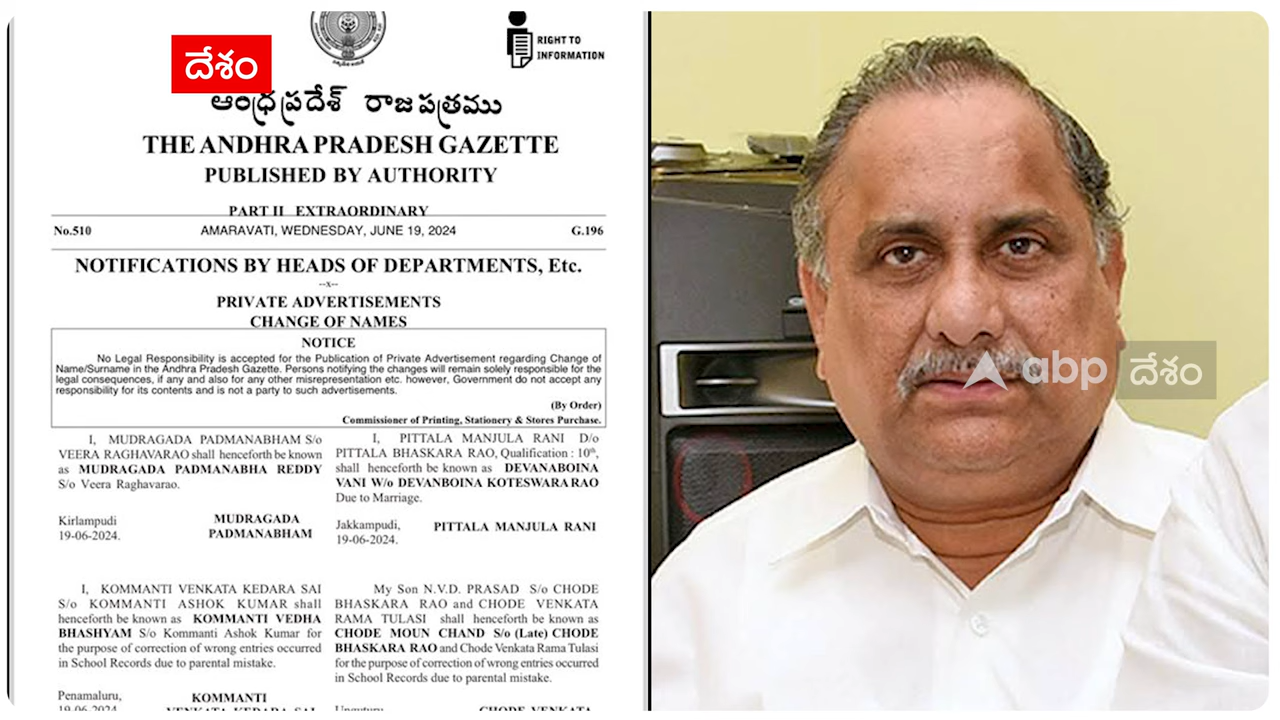 దేశం
RIGHT TO
INFORMATION
ఆంధ్రప్రదేశ్ రాజపత్రము
THE ANDHRA PRADESH GAZETTE
PUBLISHED BY AUTHORITY
PART II EXTRAORDINARY
No.510 AMARAVATI, WEDNESDAY, JUNE 19, 2024 G.196
NOTIFICATIONS BY HEADS OF DEPARTMENTS, Etc.
--x--
PRIVATE ADVERTISEMENTS
CHANGE OF NAMES
NOTICE
No Legal Responsibility is accepted for the Publication of Private Advertisement regarding Change of
Name/Surname in the Andhra Pradesh Gazette. Persons notifying the changes will remain solely responsible for the
legal consequences, if any and also for any other misrepresentation etc. however, Government do not accept any
responsibility for its contents and is not a party to such advertisements.
(By Order)
Commissioner of Printing, Stationery & Stores Purchase.
I, MUDRAGADA PADMANABHAM S/o
VEERA RAGHAVARAO shall henceforth be known
as MUDRAGADA PADMANABHA REDDY
S/o Veera Raghavarao.
Kirlampudi MUDRAGADA
19-06-2024. PADMANABHAM
I, PITTALA MANJULA RANI D/o
PITTALA BHASKARA RAO, Qualification : 10th,
shall henceforth be known as DEVANABOINA
VANI W/o DEVANBOINA KOTESWARA RAO
Due to Marriage.
Jakkampudi, PITTALA MANJULA RANI
19-06-2024.
I, KOMMANTI VENKATA KEDARA SAI
S/o KOMMANTI ASHOK KUMAR shall
henceforth be known as KOMMANTI VEDHA
BHASHYAM S/o Kommanti Ashok Kumar for
the purpose of correction of wrong entries occurred
in School Records due to parental mistake.
Penamaluru, KOMMANTI
19-06-2024 VENKATA KEDARA SAI
My Son N.V.D. PRASAD S/o CHODE
BHASKARA RAO and CHODE VENKATA
RAMA TULASI shall henceforth be known as
CHODE MOUN CHAND S/o (Late) CHODE
BHASKARA RAO and Chode Venkata Rama Tulasi
for the purpose of correction of wrong entries occurred
in School Records due to parental mistake.
CHODE VENKATA
abp దేశం